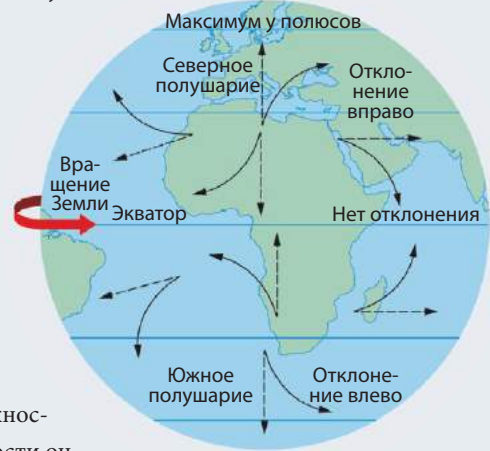 Максимум у полюсов
Северное
полушарие
Откло-
нение
вправо
Вра-
щение
Земли
Экватор
Нет отклонения
Южное
полушарие
Отклоне-
ние влево